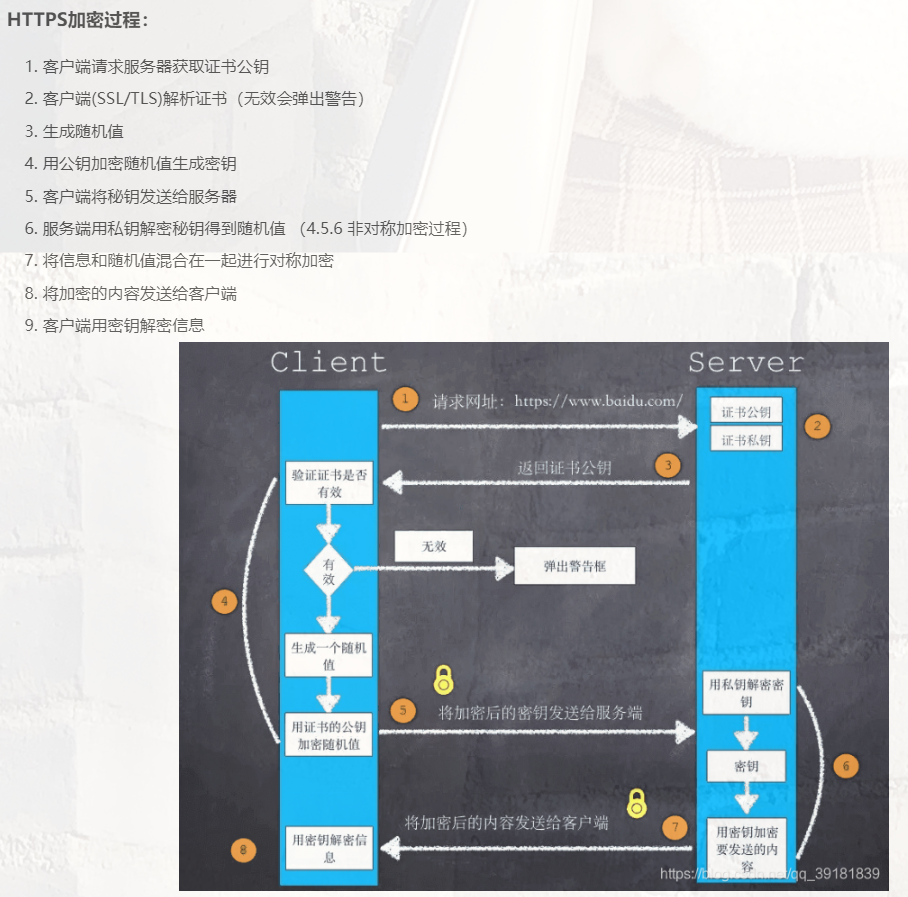 HTTPS加密过程：
1. 客户端请求服务器获取证书公钥
2. 客户端(SSL/TLS)解析证书（无效会弹出警告）
3. 生成随机值
4. 用公钥加密随机值生成密钥
5. 客户端将秘钥发送给服务器
6. 服务端用私钥解密秘钥得到随机值 （4.5.6 非对称加密过程）
7. 将信息和随机值混合在一起进行对称加密
8. 将加密的内容发送给客户端
9. 客户端用密钥解密信息
Client
Server
1
请求网址：https://www.baidu.com/
证书公钥
证书私钥
2
返回证书公钥
3
验证证书是否
有效
无效
有
效
弹出警告框
4
生成一个随机
值
用私钥解密密
钥
5
将加密后的密钥发送给服务端
用证书的公钥
加密随机值
密钥
6
将加密后的内容发送给客户端
7
用密钥加密
要发送的内
容
8
用密钥解密信
息
https://blog.csdn.net/qq_39181839